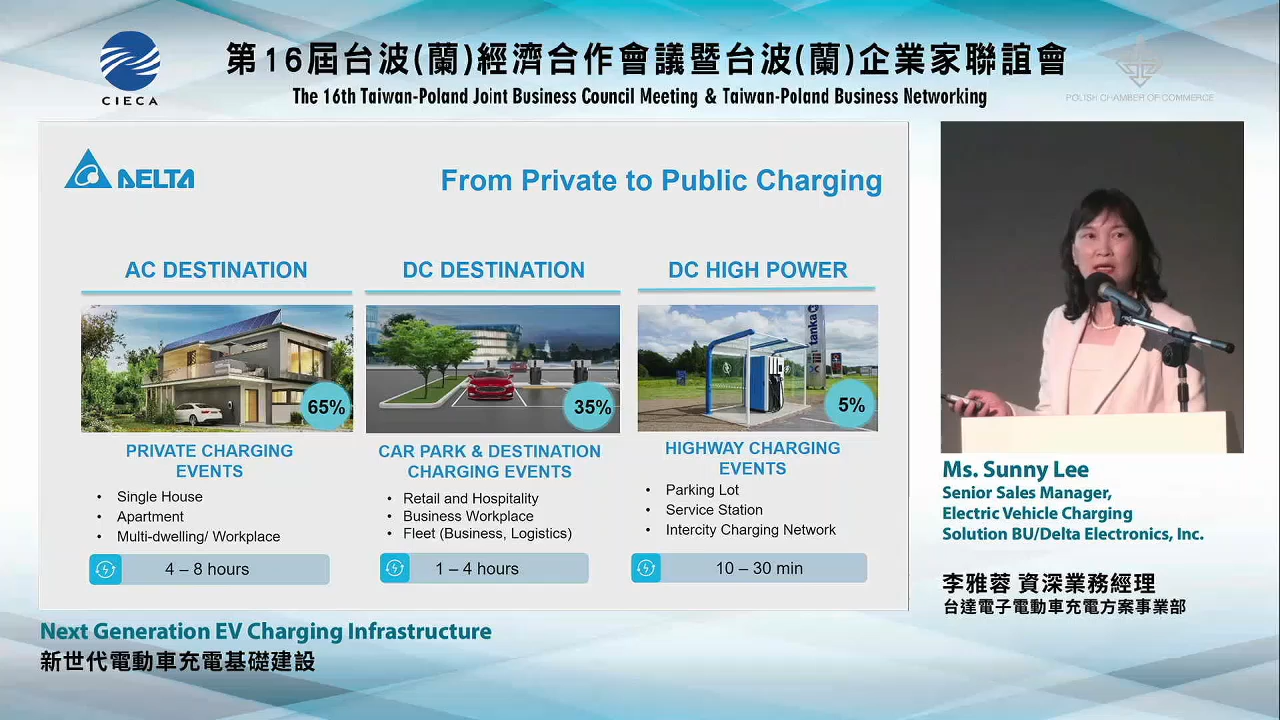 CIECA
第16屆台波(蘭)經濟合作會議暨台波(蘭)企業家聯誼會
The 16th Taiwan-Poland Joint Business Council Meeting & Taiwan-Poland Business Networking
POLISH CHAMBER OF COMMERCE
DELTA
From Private to Public Charging
AC DESTINATION
65%
PRIVATE CHARGING
EVENTS
• Single House
• Apartment
• Multi-dwelling/ Workplace
4 – 8 hours
DC DESTINATION
35%
CAR PARK & DESTINATION
CHARGING EVENTS
• Retail and Hospitality
• Business Workplace
• Fleet (Business, Logistics)
1 – 4 hours
DC HIGH POWER
tanka
5%
HIGHWAY CHARGING
EVENTS
• Parking Lot
• Service Station
• Intercity Charging Network
10 – 30 min
Ms. Sunny Lee
Senior Sales Manager,
Electric Vehicle Charging
Solution BU/Delta Electronics, Inc.
李雅蓉 資深業務經理
台達電子電動車充電方案事業部
Next Generation EV Charging Infrastructure
新世代電動車充電基礎建設